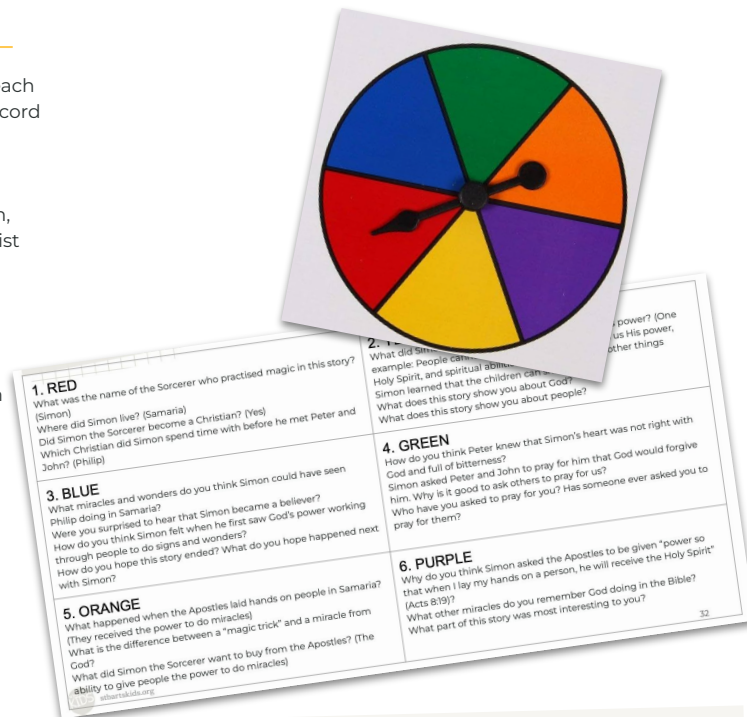 each
cord
ist
1. RED
What was the name of the Sorcerer who practised magic in this story?
(Simon)
Where did Simon live? (Samaria)
Did Simon the Sorcerer become a Christian? (Yes)
Which Christian did Simon spend time with before he met Peter and
John? (Philip)
2.
What did
power? (One
example: People
us His power,
Holy Spirit, and spiritual
other things
Simon learned that the children can
What does this story show you about God?
What does this story show you about people?
3. BLUE
What miracles and wonders do you think Simon could have seen
Philip doing in Samaria?
Were you surprised to hear that Simon became a believer?
How do you think Simon felt when he first saw God's power working
through people to do signs and wonders?
How do you hope this story ended? What do you hope happened next
with Simon?
4. GREEN
How do you think Peter knew that Simon's heart was not right with
God and full of bitterness?
Simon asked Peter and John to pray for him that God would forgive
him. Why is it good to ask others to pray for us?
Who have you asked to pray for you? Has someone ever asked you to
pray for them?
5. ORANGE
What happened when the Apostles laid hands on people in Samaria?
(They received the power to do miracles)
What is the difference between a "magic trick" and a miracle from
God?
What did Simon the Sorcerer want to buy from the Apostles? (The
ability to give people the power to do miracles)
6. PURPLE
Why do you think Simon asked the Apostles to be given "power so
that when I lay my hands on a person, he will receive the Holy Spirit"
(Acts 8:19)?
What other miracles do you remember God doing in the Bible?
What part of this story was most interesting to you?
32
stbartskids.org